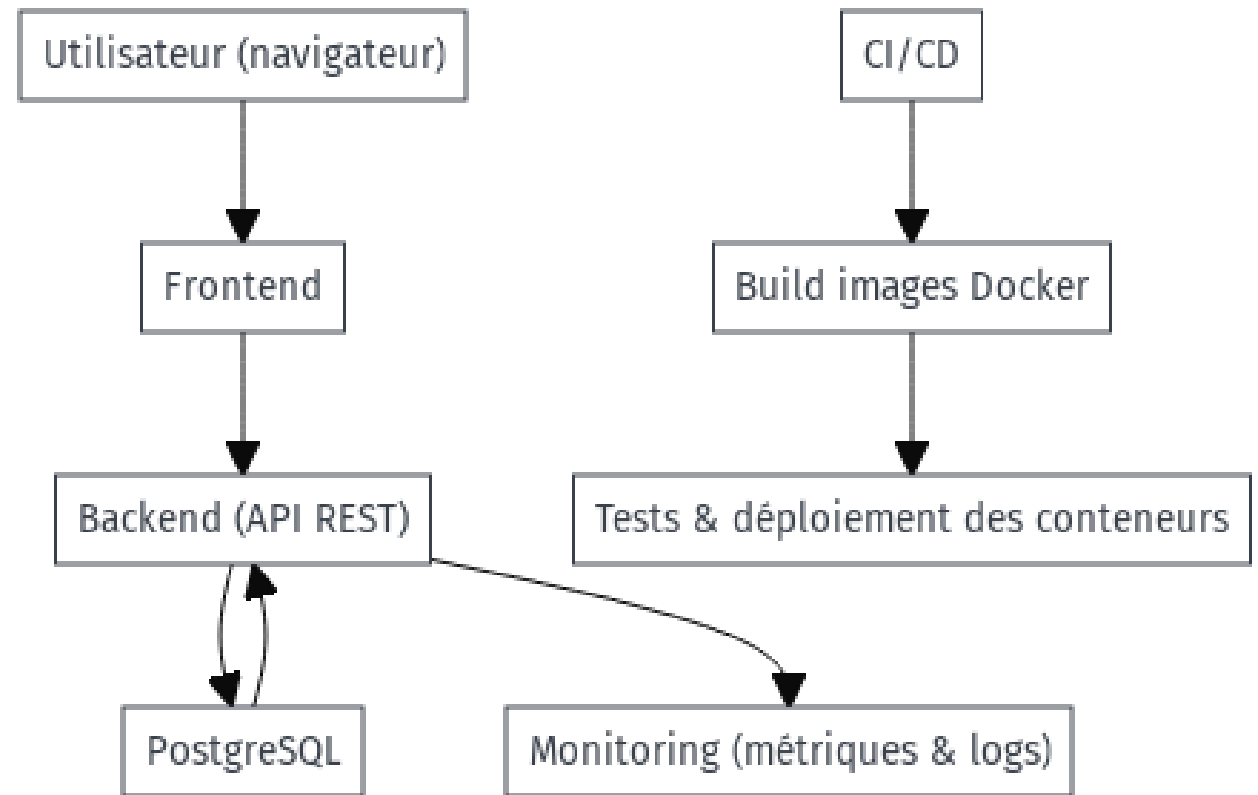 Utilisateur (navigateur)
CI/CD
Frontend
Build images Docker
Backend (API REST)
Tests & déploiement des conteneurs
PostgreSQL
Monitoring (métriques & logs)